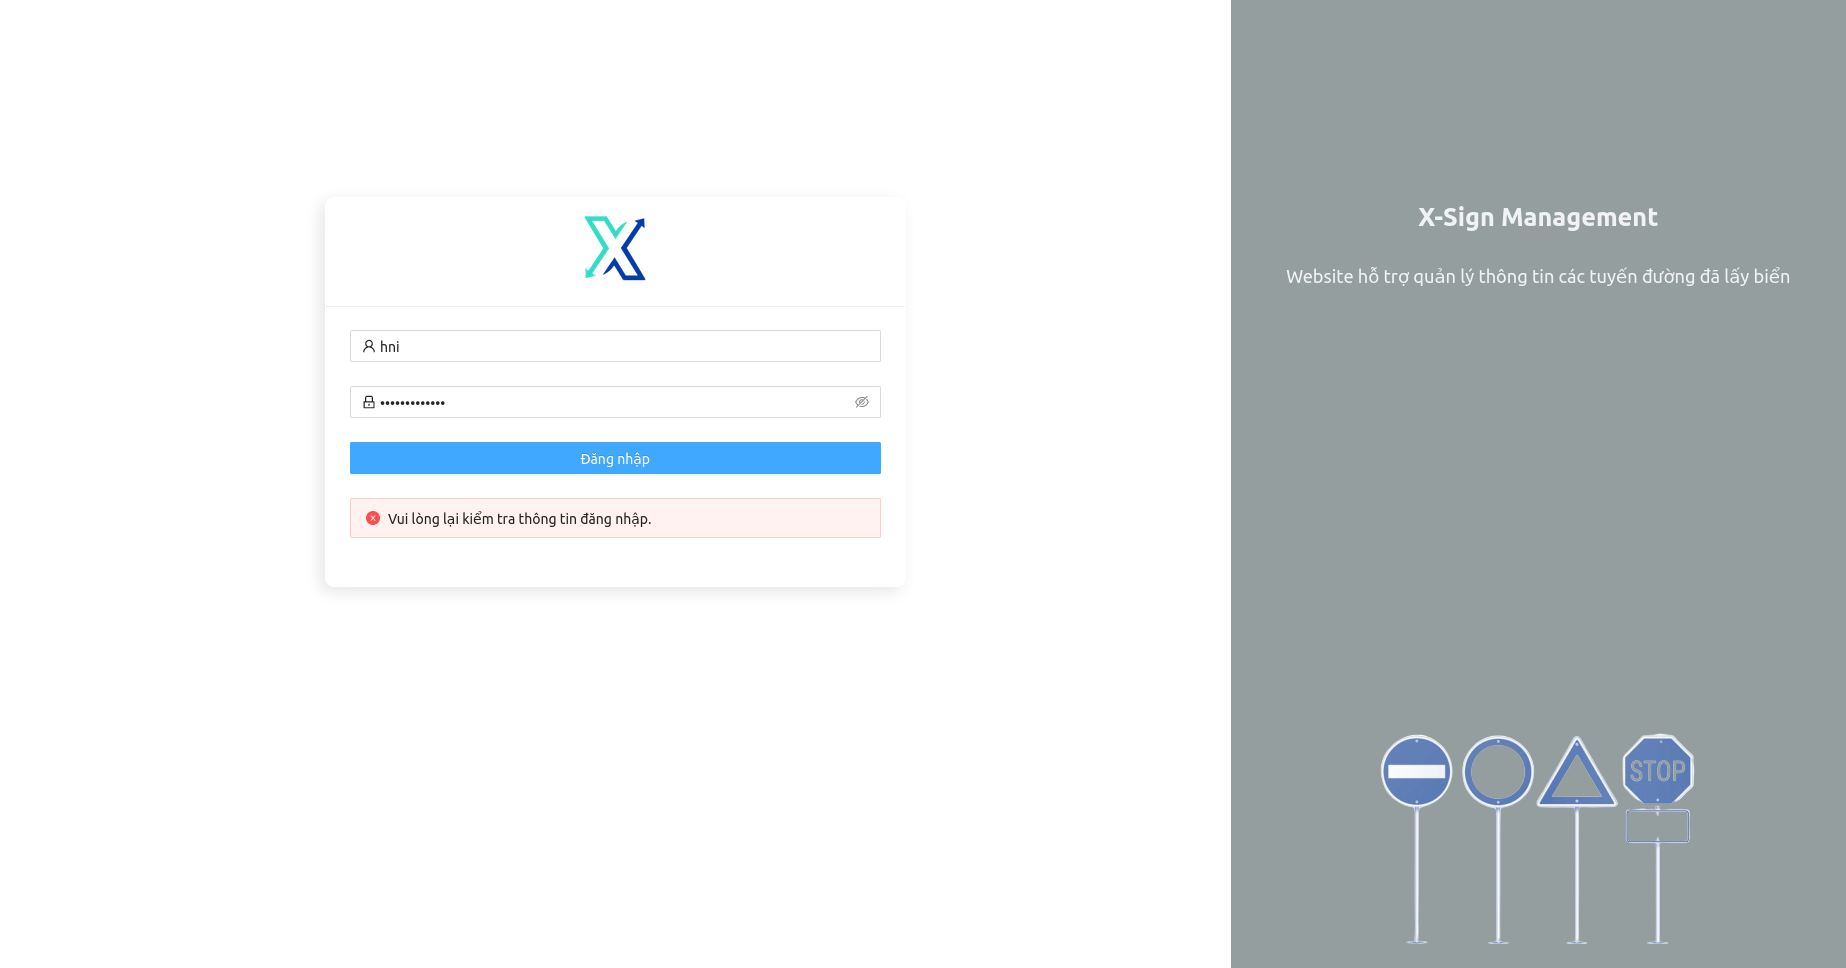 hni
•••••••••••••
Đăng nhập
Vui lòng lại kiểm tra thông tin đăng nhập.
X-Sign Management
Website hỗ trợ quản lý thông tin các tuyến đường đã lấy biển
STOP